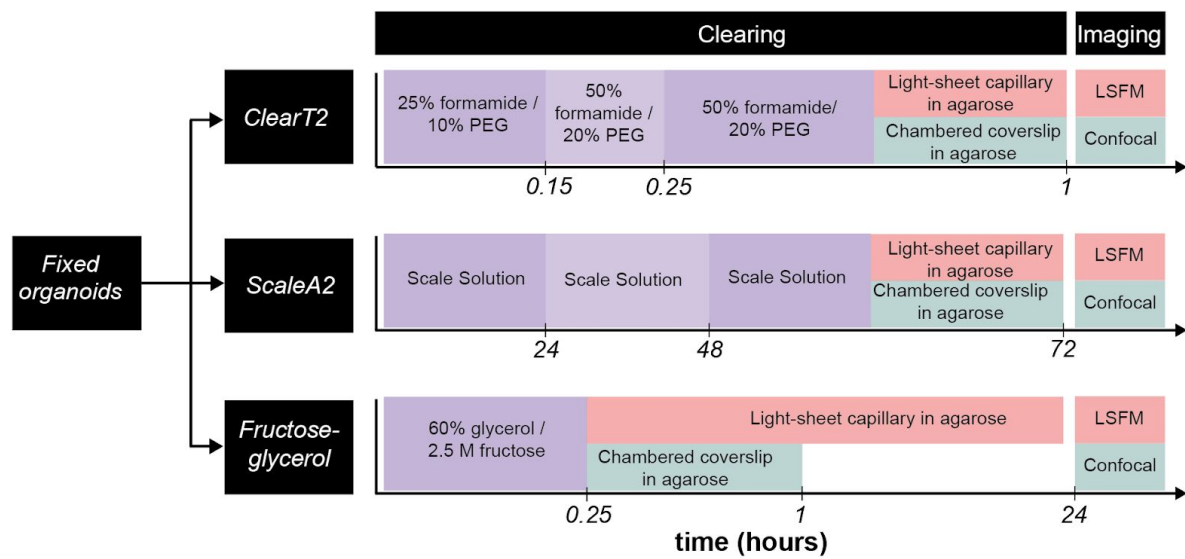 Clearing
Imaging
ClearT2
25% formamide /
10% PEG
50%
formamide /
20% PEG
50% formamide/
20% PEG
Light-sheet capillary
in agarose
Chambered coverslip
in agarose
LSFM
Confocal
0.15
0.25
1
Fixed
organoids
ScaleA2
Scale Solution
Scale Solution
Scale Solution
Light-sheet capillary
in agarose
Chambered coverslip
in agarose
LSFM
Confocal
24
48
72
Fructose-
glycerol
60% glycerol /
2.5 M fructose
Light-sheet capillary in agarose
Chambered coverslip
in agarose
LSFM
Confocal
0.25
1
24
time (hours)